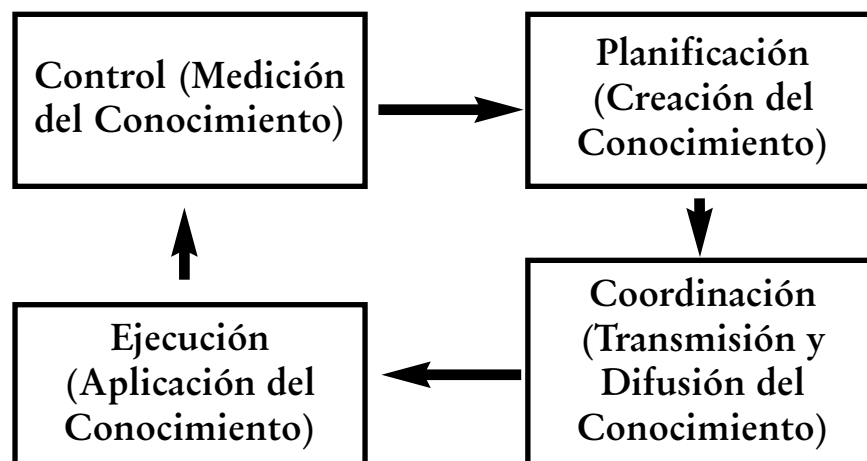 Control (Medición
del Conocimiento)
Planificación
(Creación del
Conocimiento)
Ejecución
(Aplicación del
Conocimiento)
Coordinación
(Transmisión y
Difusión del
Conocimiento)